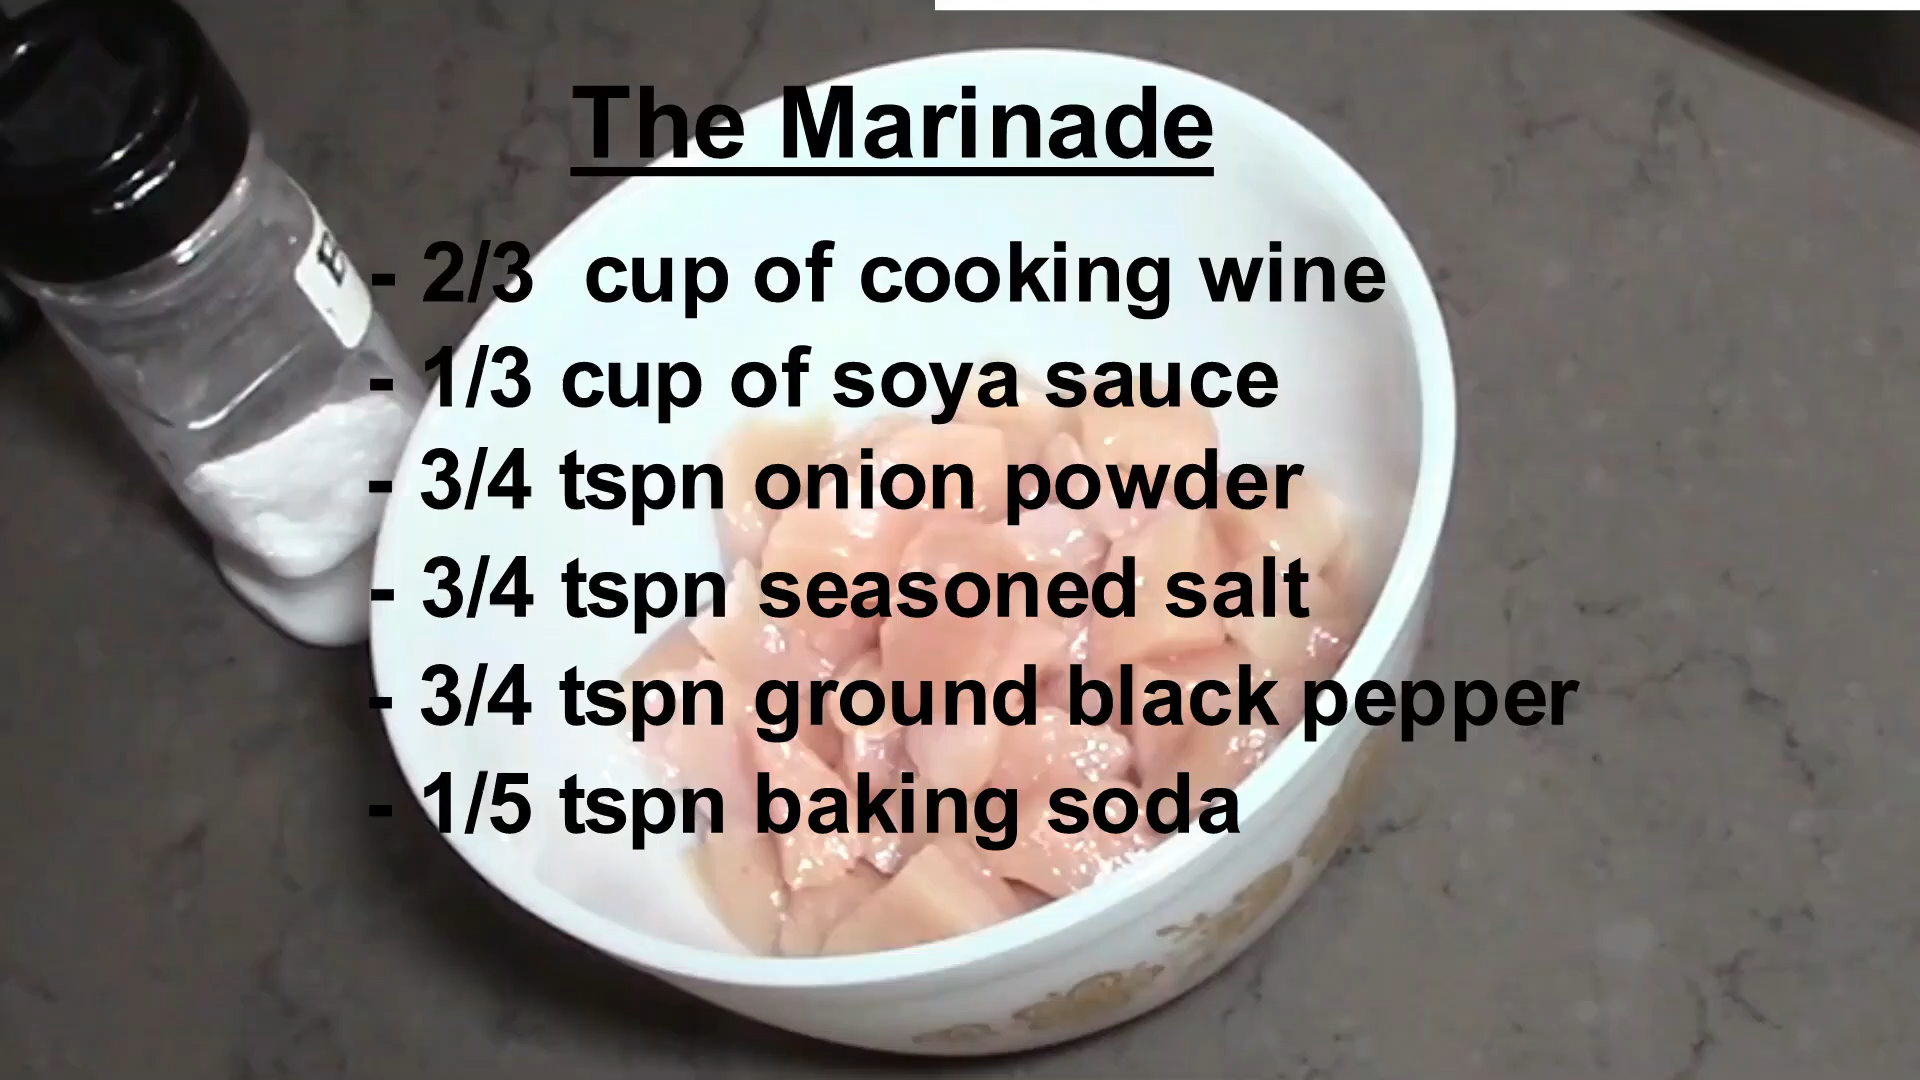 The Marinade
- 2/3 cup of cooking wine
- 1/3 cup of soya sauce
- 3/4 tspn onion powder
- 3/4 tspn seasoned salt
- 3/4 tspn ground black pepper
- 1/5 tspn baking soda